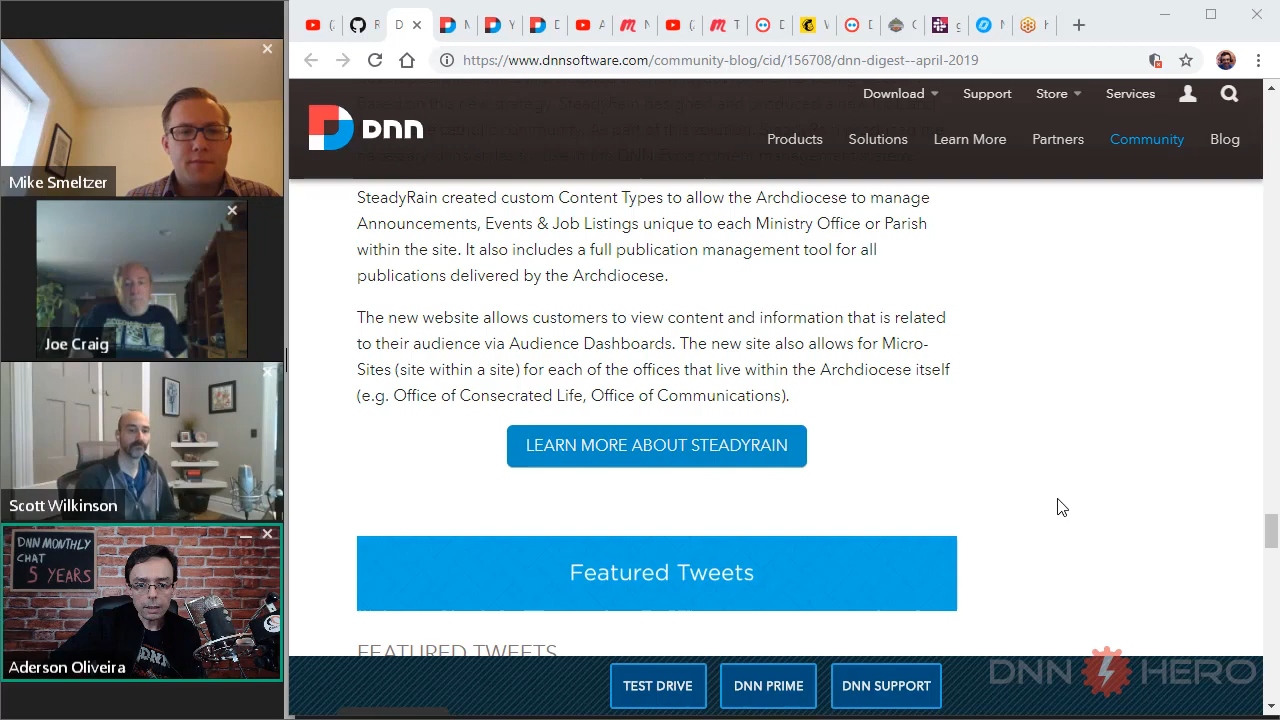 Mike Smeltzer
Joe Craig
Scott Wilkinson
DNN MONTHLY
CHAT
5 YEARS
Aderson Oliveira
https://www.dnnsoftware.com/community-blog/cid/156708/dnn-digest--april-2019
Download
Support
Store
Services
dnn
Products
Solutions
Learn More
Partners
Community
Blog
SteadyRain created custom Content Types to allow the Archdiocese to manage
Announcements, Events & Job Listings unique to each Ministry Office or Parish
within the site. It also includes a full publication management tool for all
publications delivered by the Archdiocese.
The new website allows customers to view content and information that is related
to their audience via Audience Dashboards. The new site also allows for Micro-
Sites (site within a site) for each of the offices that live within the Archdiocese itself
(e.g. Office of Consecrated Life, Office of Communications).
LEARN MORE ABOUT STEADYRAIN
Featured Tweets
FEATURED TWEETS
TEST DRIVE
DNN PRIME
DNN SUPPORT
DNN HERO